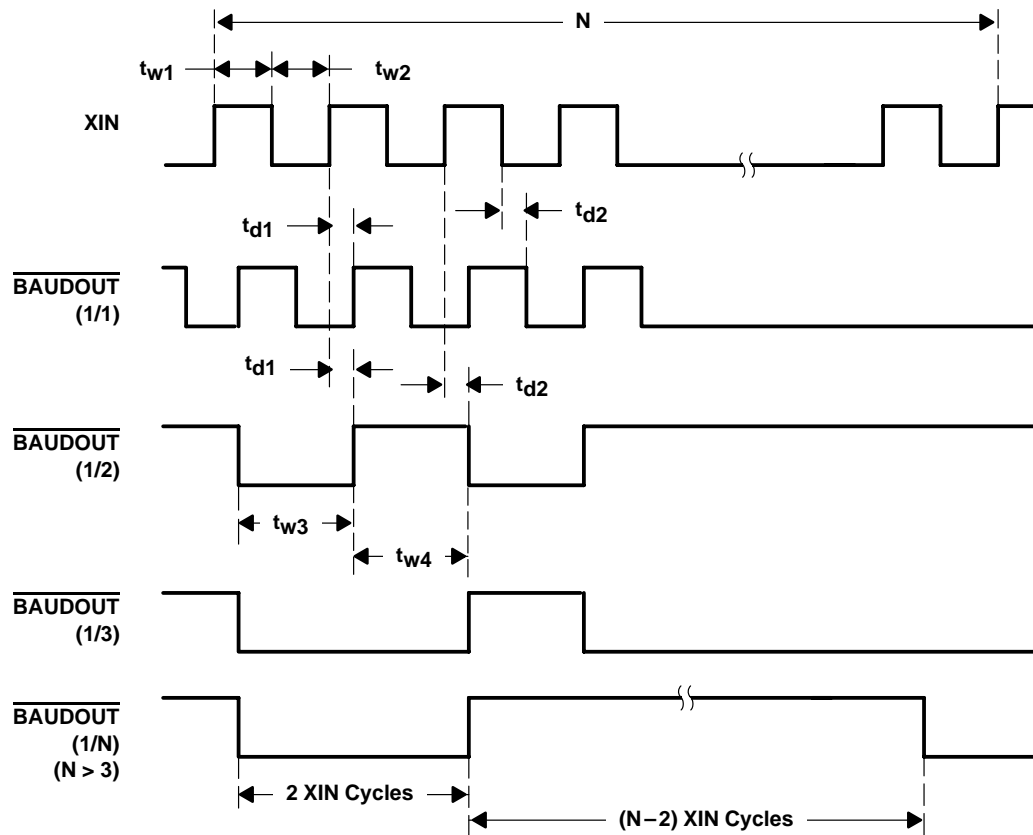 N
tw1
tw2
XIN
td1
td2
BAUDOUT
(1/1)
td1
td2
BAUDOUT
(1/2)
tw3
tw4
BAUDOUT
(1/3)
BAUDOUT
(1/N)
(N > 3)
2 XIN Cycles
(N−2) XIN Cycles